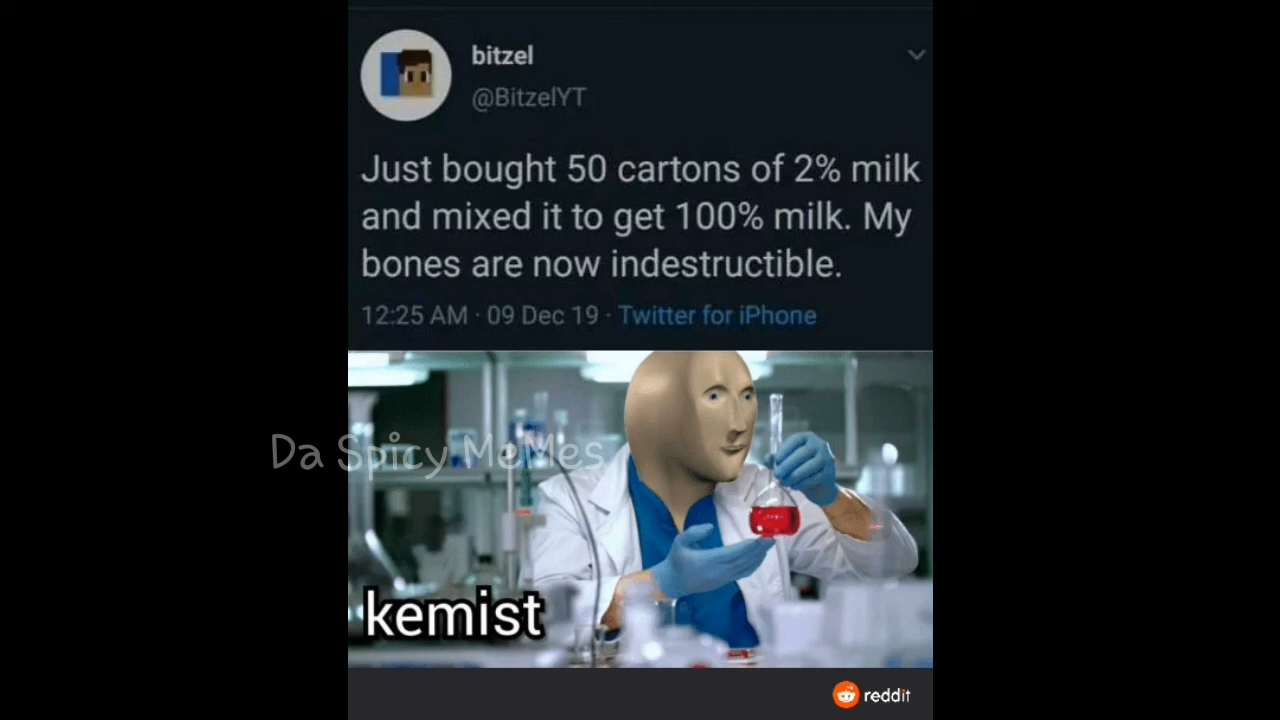 bitzel
@BitzelYT
Just bought 50 cartons of 2% milk
and mixed it to get 100% milk. My
bones are now indestructible.
12:25 AM · 09 Dec 19 · Twitter for iPhone
Da Spicy MeMes
kemist
reddit